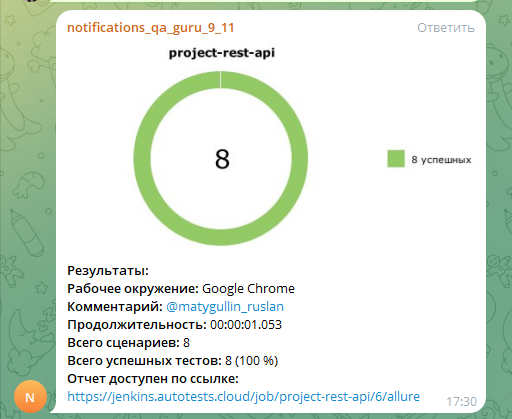 notifications_qa_guru_9_11 Ответить
project-rest-api
8
8 успешных
Результаты:
Рабочее окружение: Google Chrome
Комментарий: @matygullin_ruslan
Продолжительность: 00:00:01.053
Всего сценариев: 8
Всего успешных тестов: 8 (100 %)
Отчет доступен по ссылке:
https://jenkins.autotests.cloud/job/project-rest-api/6/allure
N 17:30